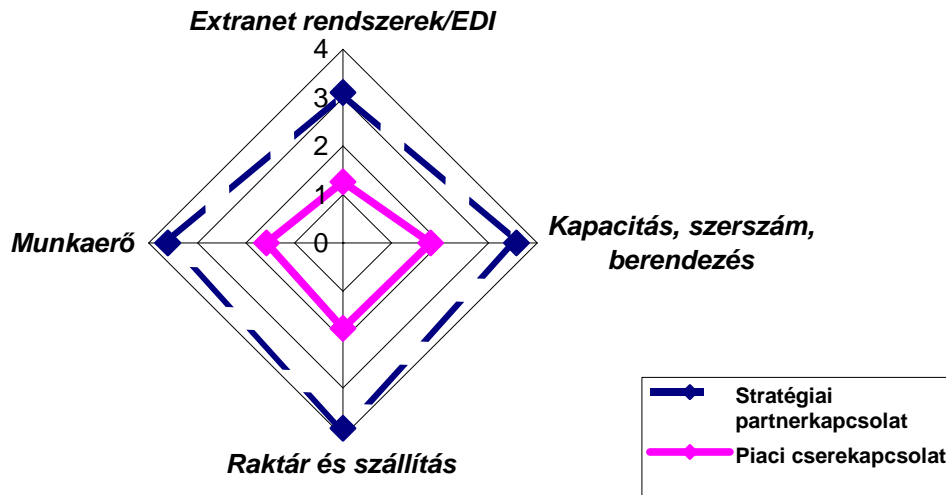 Extranet rendszerek/EDI
4
3
2
1
0
Munkaerő
Kapacitás, szerszám,
berendezés
Raktár és szállítás
Stratégiai
partnerkapcsolat
Piaci cserekapcsolat